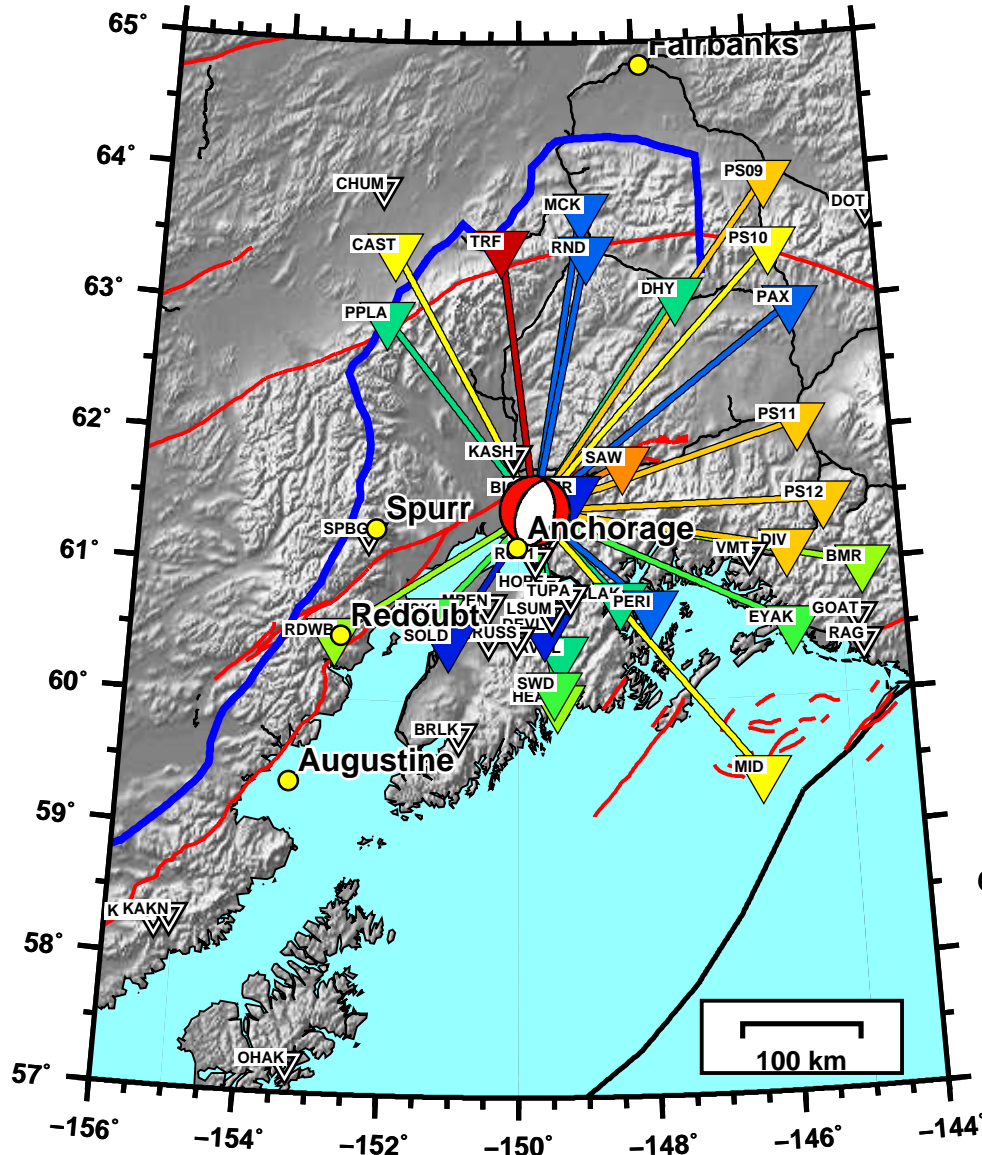 65°
Fairbanks
64°
PS09
CHUM
DOT
MCK
CAST
TRF
RND
PS10
63°
DHY
PAX
PPLA
62°
PS11
KASH
SAW
PS12
Spurr
SPBG
Anchorage
61°
DIV
VMT
BMR
HOPE
TUPA
PERI
LSUM
GOAT
Redoubt
EYAK
RDWB
SOLD
RUSS
RAG
60°
SWD
BRLK
MID
Augustine
59°
K
KAKN
58°
OHAK
100 km
57°
−156°
−154°
−152°
−150°
−148°
−146°
−144°